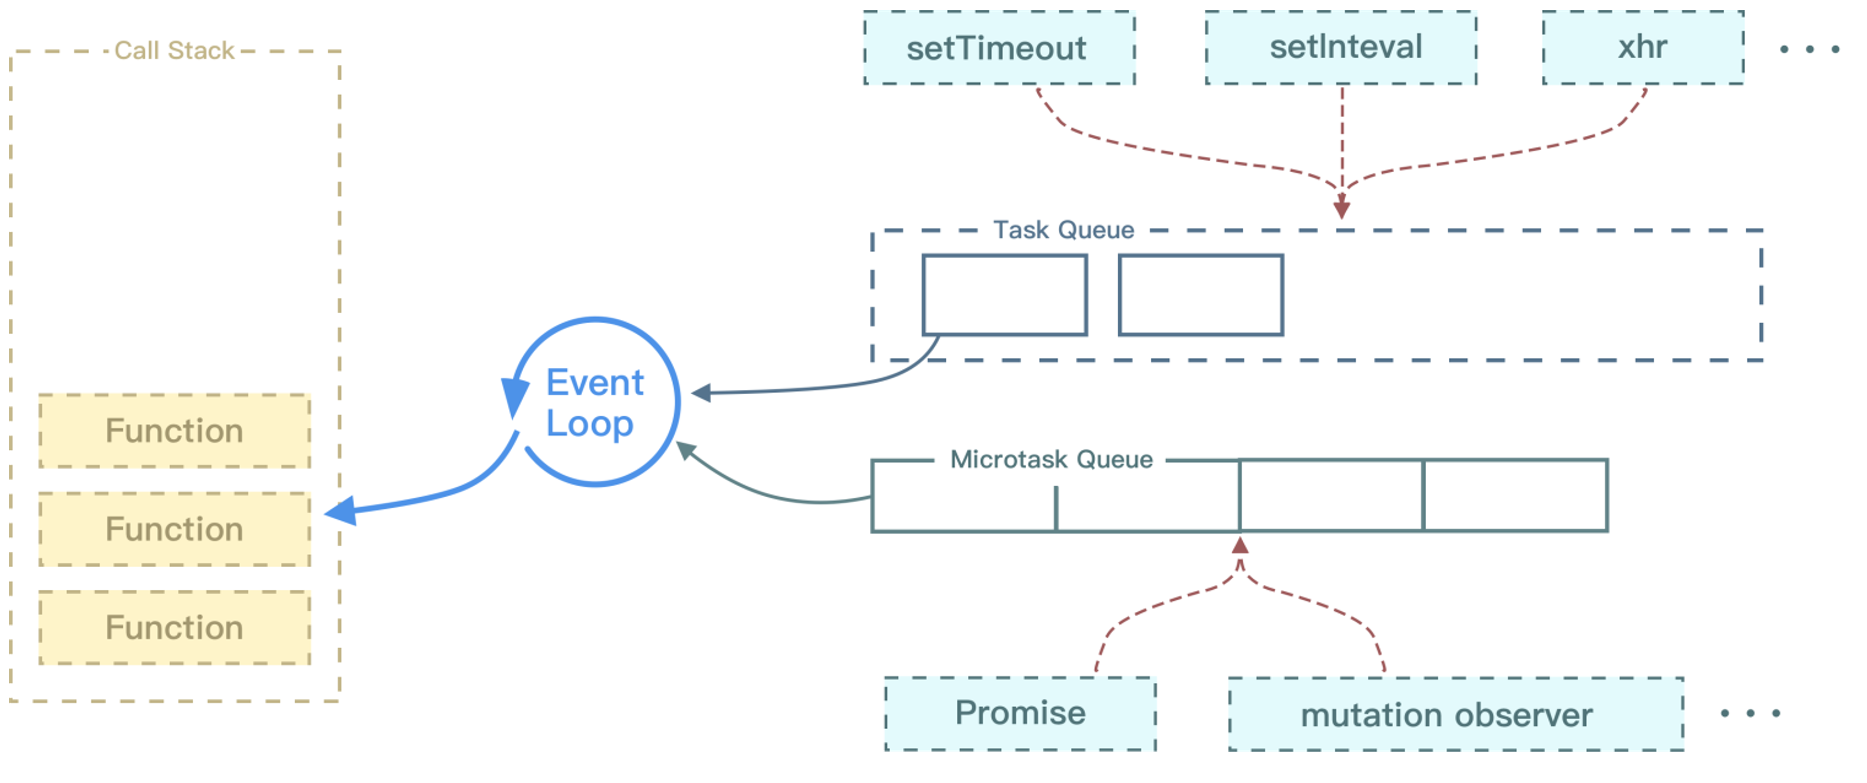 Call Stack
setTimeout
setInteval
xhr
...
Task Queue
Event
Loop
Function
Function
Function
Microtask Queue
Promise
mutation observer
...